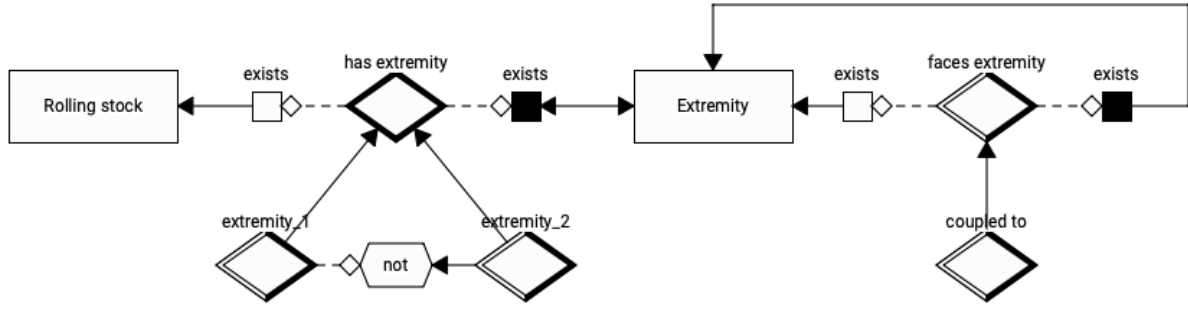 has extremity
faces extremity
exists
exists
exists
exists
Rolling stock
Extremity
extremity_1
extremity_2
coupled to
not